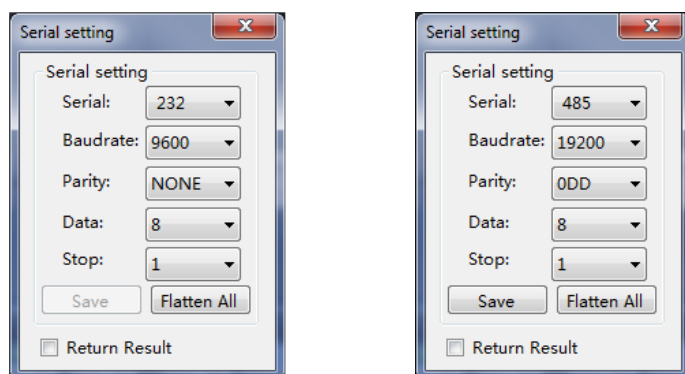 Serial setting
Serial setting
Serial: 232
Baudrate: 9600
Parity: NONE
Data: 8
Stop: 1
Save Flatten All
Return Result
Serial setting
Serial setting
Serial: 485
Baudrate: 19200
Parity: 0DD
Data: 8
Stop: 1
Save Flatten All
Return Result